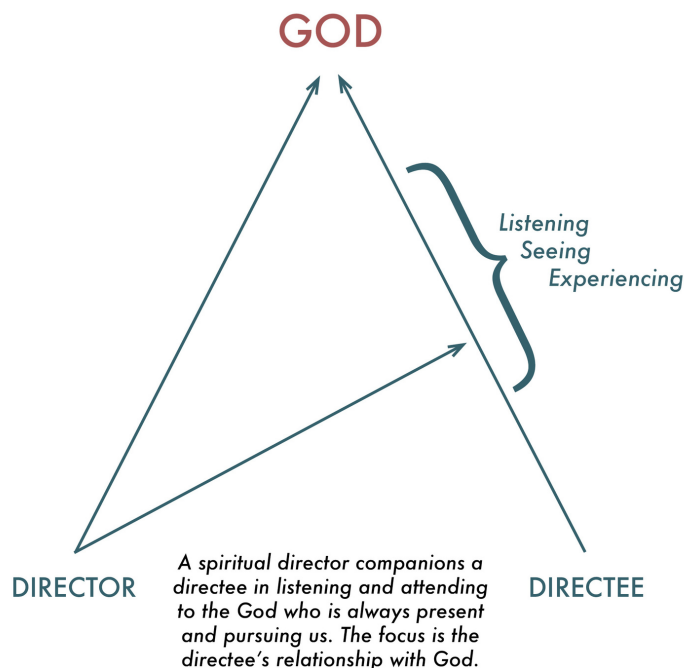 GOD
Listening
Seeing
Experiencing
DIRECTOR
A spiritual director companions a
directee in listening and attending
to the God who is always present
and pursuing us. The focus is the
directee's relationship with God.
DIRECTEE